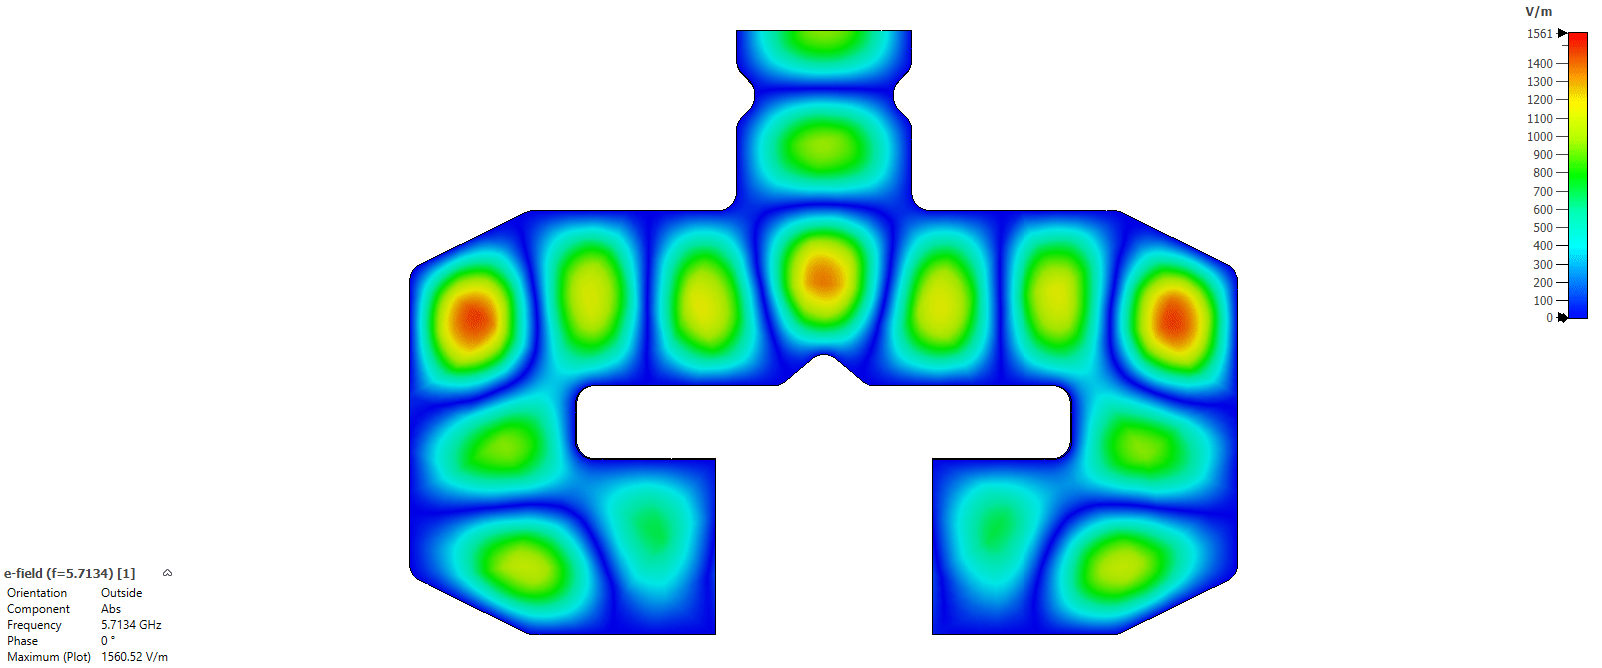 V/m
1561
1400
1300
1200
1100
1000
900
800
700
600
500
400
300
200
100
0
e-field (f=5.7134) [1]
Orientation Outside
Component Abs
Frequency 5.7134 GHz
Phase 0 °
Maximum (Plot) 1560.52 V/m